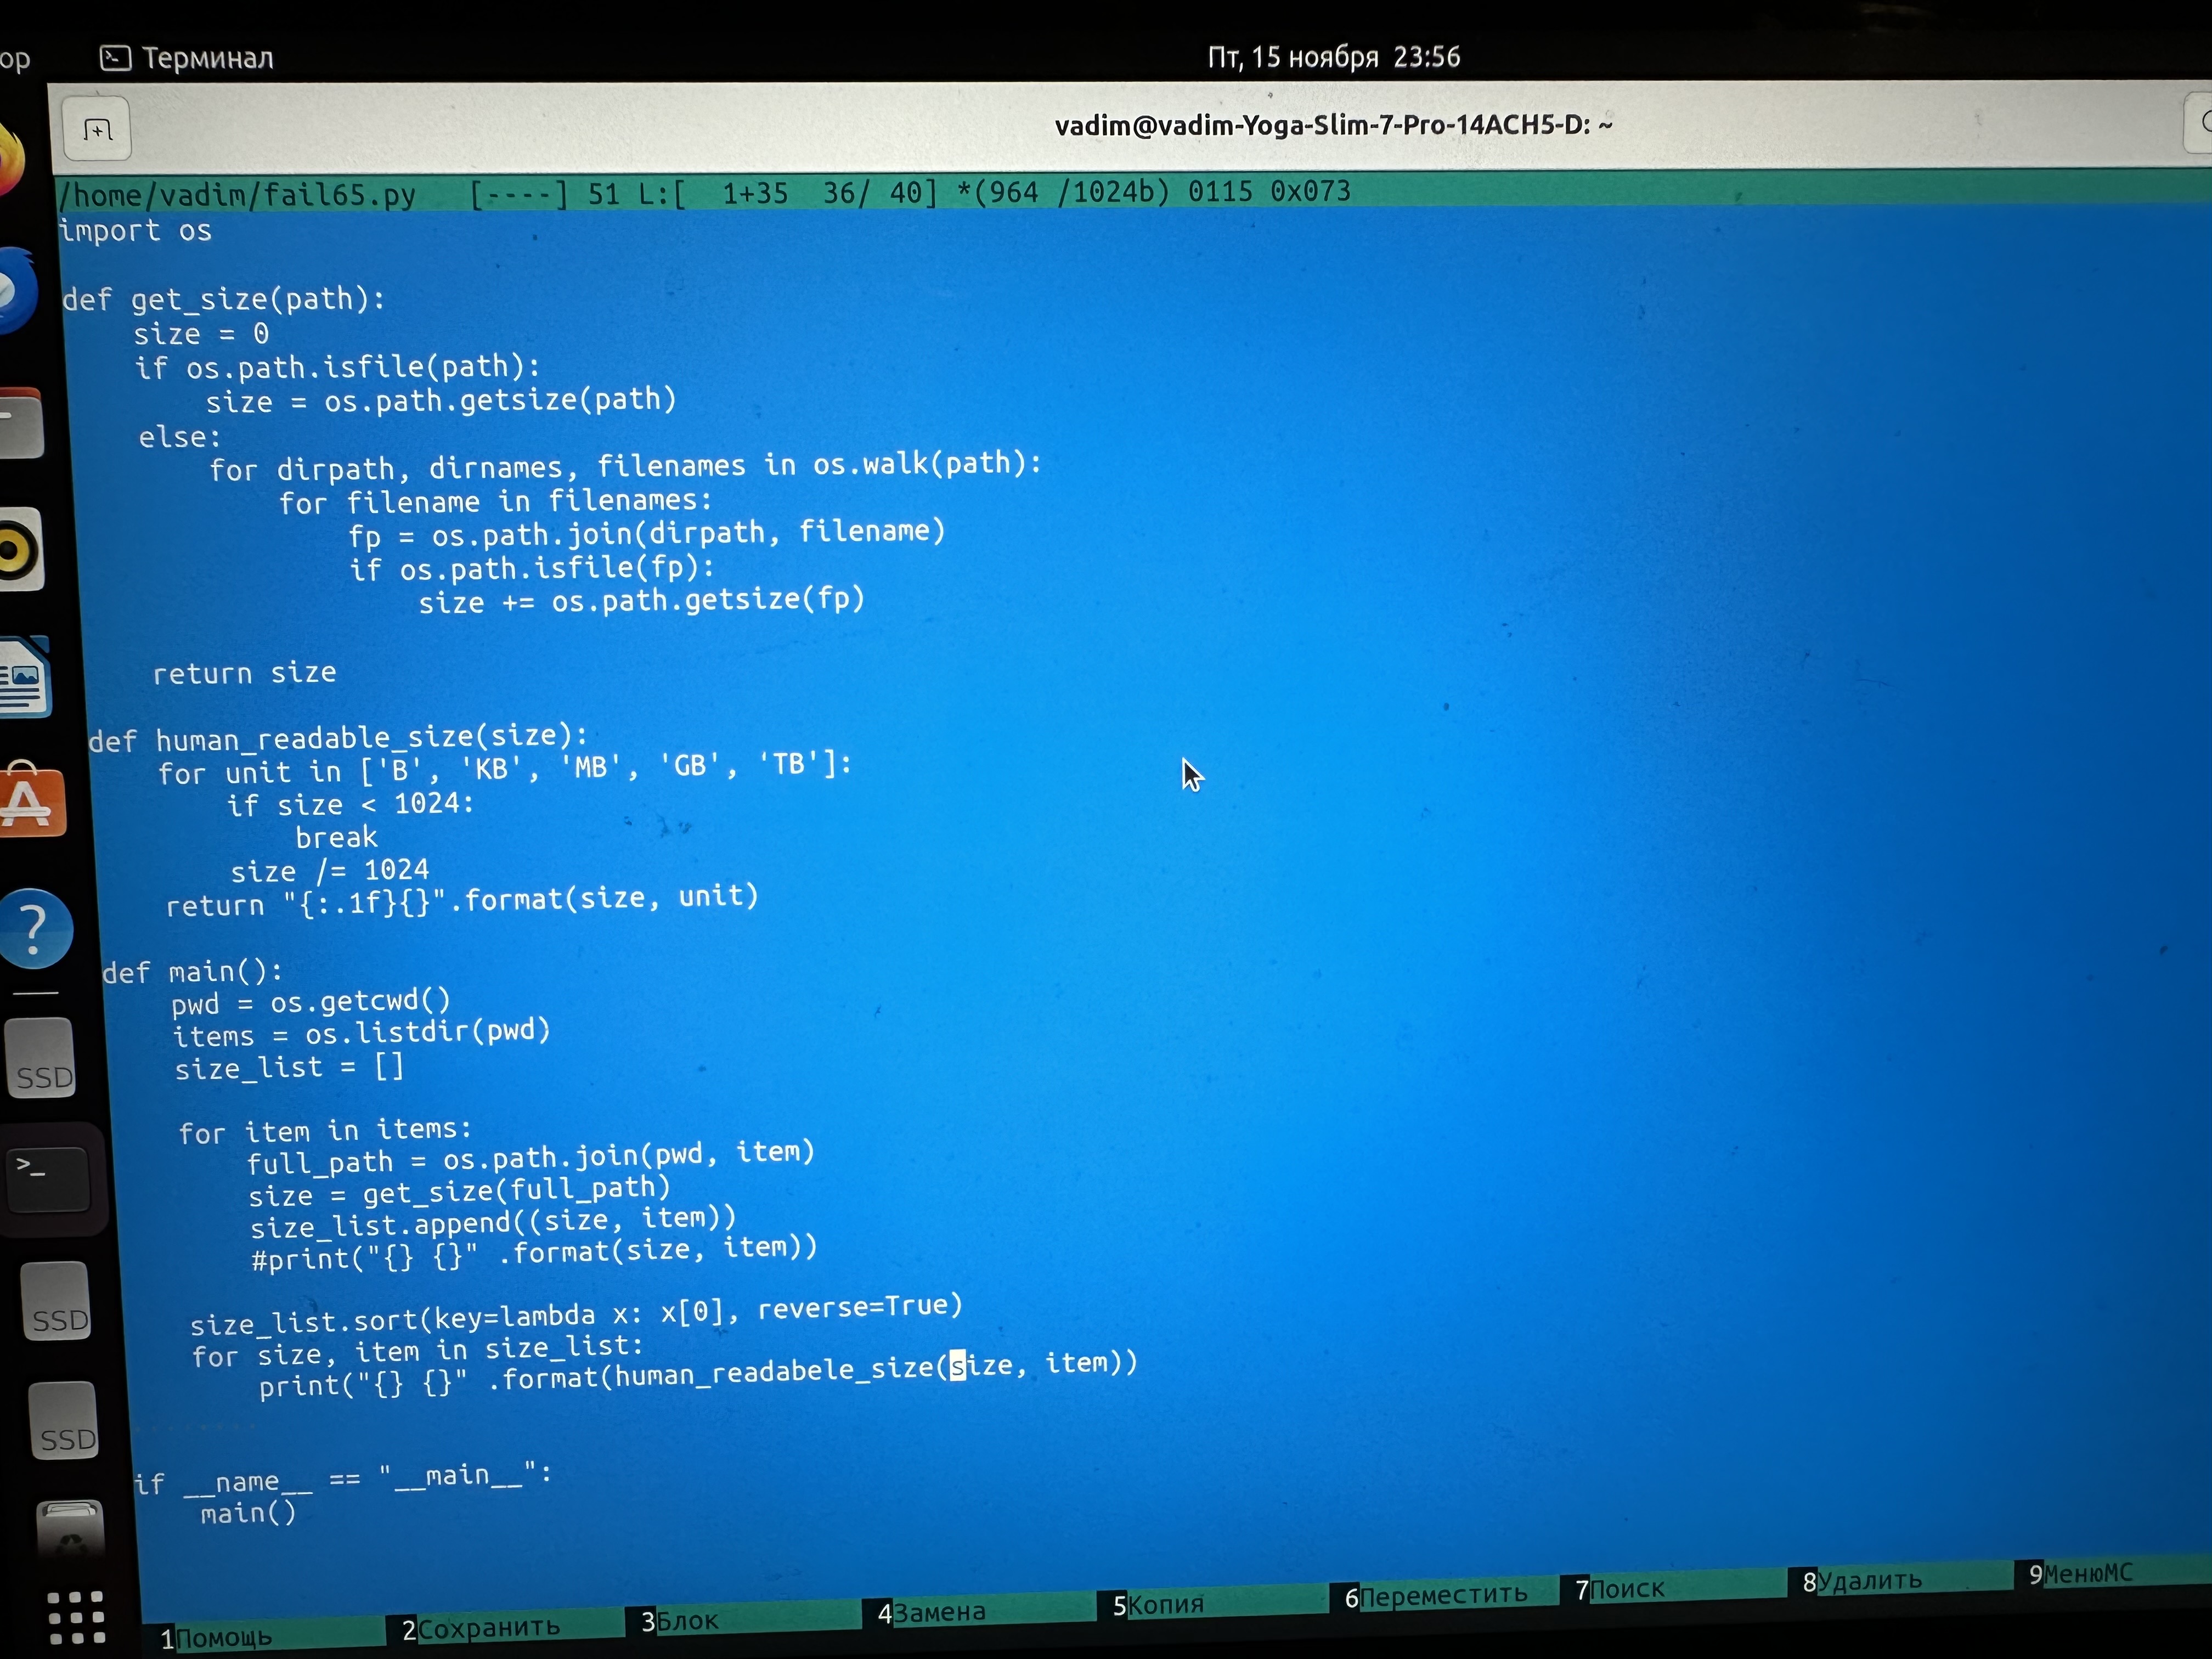 ор
Терминал
Пт, 15 ноября 23:56
vadim@vadim-Yoga-Slim-7-Pro-14ACH5-D: ~
/home/vadim/fail65.py   [----] 51 L:[  1+35  36/ 40] *(964 /1024b) 0115 0x073
import os
def get_size(path):
    size = 0
    if os.path.isfile(path):
        size = os.path.getsize(path)
    else:
        for dirpath, dirnames, filenames in os.walk(path):
            for filename in filenames:
                fp = os.path.join(dirpath, filename)
                if os.path.isfile(fp):
                    size += os.path.getsize(fp)
    return size
def human_readable_size(size):
    for unit in ['B', 'KB', 'MB', 'GB', 'TB']:
        if size < 1024:
            break
        size /= 1024
    return "{:.1f}{}".format(size, unit)
def main():
    pwd = os.getcwd()
    items = os.listdir(pwd)
    size_list = []
    for item in items:
        full_path = os.path.join(pwd, item)
        size = get_size(full_path)
        size_list.append((size, item))
        #print("{} {}" .format(size, item))
    size_list.sort(key=lambda x: x[0], reverse=True)
    for size, item in size_list:
        print("{} {}" .format(human_readabele_size(size, item))
if __name__ == "__main__":
    main()
1Помощь 2Сохранить 3Блок 4Замена 5Копия 6Переместить 7Поиск 8Удалить 9МенюМС
SSD
SSD
SSD